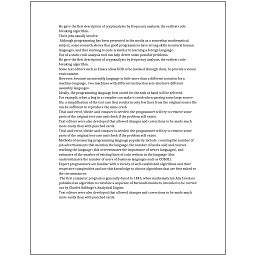 He gave the first description of cryptanalysis by frequency analysis, the earliest code-
breaking algorithm.
Their jobs usually involve:
Although programming has been presented in the media as a somewhat mathematical
subject, some research shows that good programmers have strong skills in natural human
languages, and that learning to code is similar to learning a foreign language.
Use of a static code analysis tool can help detect some possible problems.
He gave the first description of cryptanalysis by frequency analysis, the earliest code-
breaking algorithm.
Some text editors such as Emacs allow GDB to be invoked through them, to provide a visual
environment.
However, because an assembly language is little more than a different notation for a
machine language, two machines with different instruction sets also have different
assembly languages.
Ideally, the programming language best suited for the task at hand will be selected.
For example, when a bug in a compiler can make it crash when parsing some large source
file, a simplification of the test case that results in only few lines from the original source file
can be sufficient to reproduce the same crash.
Trial-and-error/divide-and-conquer is needed: the programmer will try to remove some
parts of the original test case and check if the problem still exists.
Text editors were also developed that allowed changes and corrections to be made much
more easily than with punched cards.
Trial-and-error/divide-and-conquer is needed: the programmer will try to remove some
parts of the original test case and check if the problem still exists.
Methods of measuring programming language popularity include: counting the number of
job advertisements that mention the language, the number of books sold and courses
teaching the language (this overestimates the importance of newer languages), and
estimates of the number of existing lines of code written in the language (this
underestimates the number of users of business languages such as COBOL).
Expert programmers are familiar with a variety of well-established algorithms and their
respective complexities and use this knowledge to choose algorithms that are best suited to
the circumstances.
The first computer program is generally dated to 1843, when mathematician Ada Lovelace
published an algorithm to calculate a sequence of Bernoulli numbers, intended to be carried
out by Charles Babbage's Analytical Engine.
Text editors were also developed that allowed changes and corrections to be made much
more easily than with punched cards.